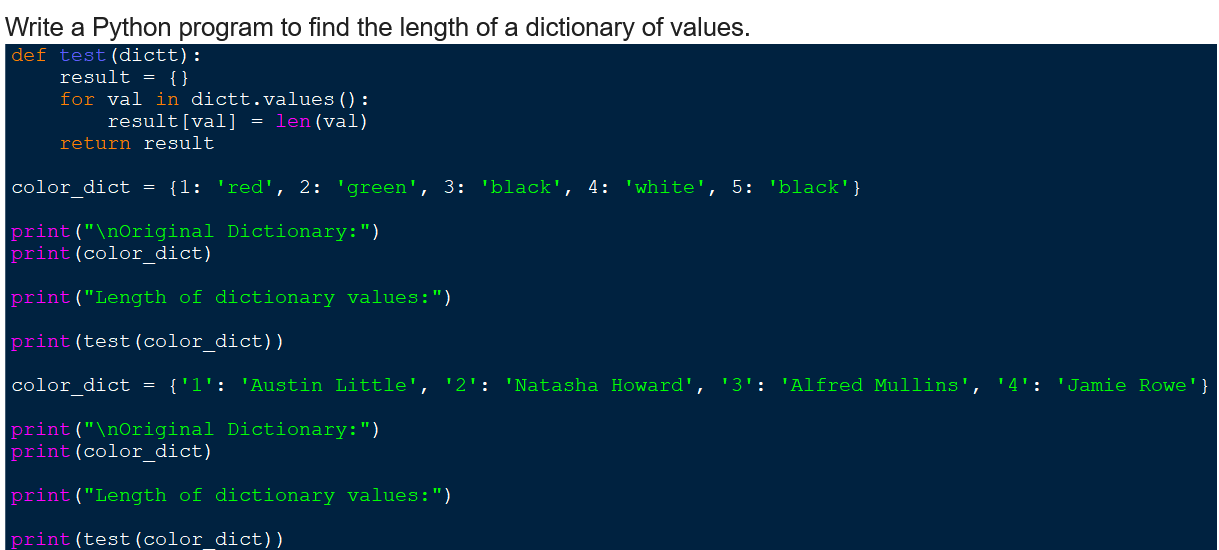 Write a Python program to find the length of a dictionary of values.
def test(dictt):
    result = {}
    for val in dictt.values():
        result[val] = len(val)
    return result
color_dict = {1: 'red', 2: 'green', 3: 'black', 4: 'white', 5: 'black'}
print("\nOriginal Dictionary:")
print(color_dict)
print("Length of dictionary values:")
print(test(color_dict))
color_dict = {'1': 'Austin Little', '2': 'Natasha Howard', '3': 'Alfred Mullins', '4': 'Jamie Rowe'}
print("\nOriginal Dictionary:")
print(color_dict)
print("Length of dictionary values:")
print(test(color_dict))